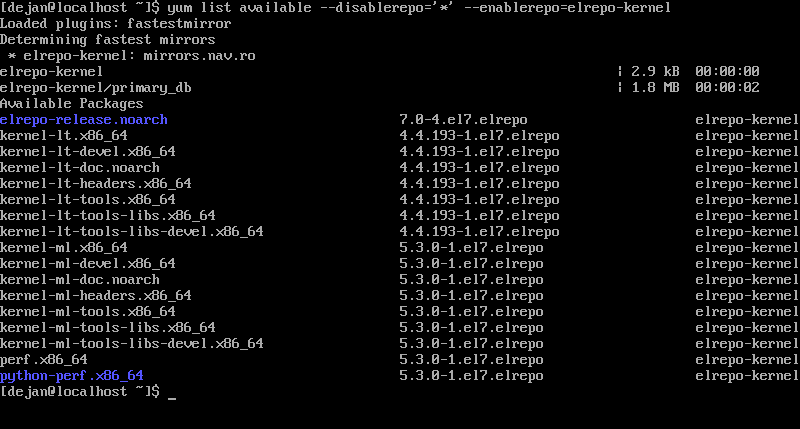 [dejan@localhost ~]$ yum list available --disablerepo='*' --enablerepo=elrepo-kernel
Loaded plugins: fastestmirror
Determining fastest mirrors
 * elrepo-kernel: mirrors.nav.ro
elrepo-kernel | 2.9 kB 00:00:00
elrepo-kernel/primary_db | 1.8 MB 00:00:02
Available Packages
elrepo-release.noarch 7.0-4.el7.elrepo elrepo-kernel
kernel-lt.x86_64 4.4.193-1.el7.elrepo elrepo-kernel
kernel-lt-devel.x86_64 4.4.193-1.el7.elrepo elrepo-kernel
kernel-lt-doc.noarch 4.4.193-1.el7.elrepo elrepo-kernel
kernel-lt-headers.x86_64 4.4.193-1.el7.elrepo elrepo-kernel
kernel-lt-tools.x86_64 4.4.193-1.el7.elrepo elrepo-kernel
kernel-lt-tools-libs.x86_64 4.4.193-1.el7.elrepo elrepo-kernel
kernel-lt-tools-libs-devel.x86_64 4.4.193-1.el7.elrepo elrepo-kernel
kernel-ml.x86_64 5.3.0-1.el7.elrepo elrepo-kernel
kernel-ml-devel.x86_64 5.3.0-1.el7.elrepo elrepo-kernel
kernel-ml-doc.noarch 5.3.0-1.el7.elrepo elrepo-kernel
kernel-ml-headers.x86_64 5.3.0-1.el7.elrepo elrepo-kernel
kernel-ml-tools.x86_64 5.3.0-1.el7.elrepo elrepo-kernel
kernel-ml-tools-libs.x86_64 5.3.0-1.el7.elrepo elrepo-kernel
kernel-ml-tools-libs-devel.x86_64 5.3.0-1.el7.elrepo elrepo-kernel
perf.x86_64 5.3.0-1.el7.elrepo elrepo-kernel
python-perf.x86_64 5.3.0-1.el7.elrepo elrepo-kernel
[dejan@localhost ~]$ _